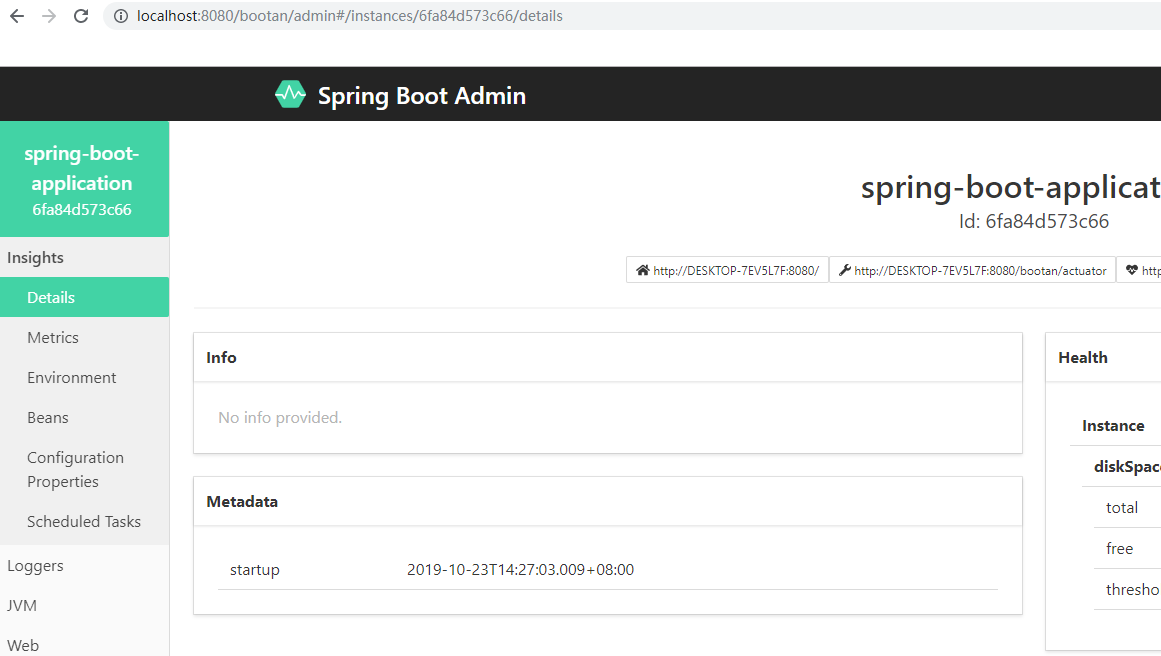 localhost:8080/bootan/admin#/instances/6fa84d573c66/details
Spring Boot Admin
spring-boot-
application
6fa84d573c66
Insights
Details
Metrics
Environment
Beans
Configuration
Properties
Scheduled Tasks
Loggers
JVM
Web
spring-boot-applicat
Id: 6fa84d573c66
http://DESKTOP-7EV5L7F:8080/
http://DESKTOP-7EV5L7F:8080/bootan/actuator
http
Info
No info provided.
Metadata
startup 2019-10-23T14:27:03.009+08:00
Health
Instance
diskSpac
total
free
thresho